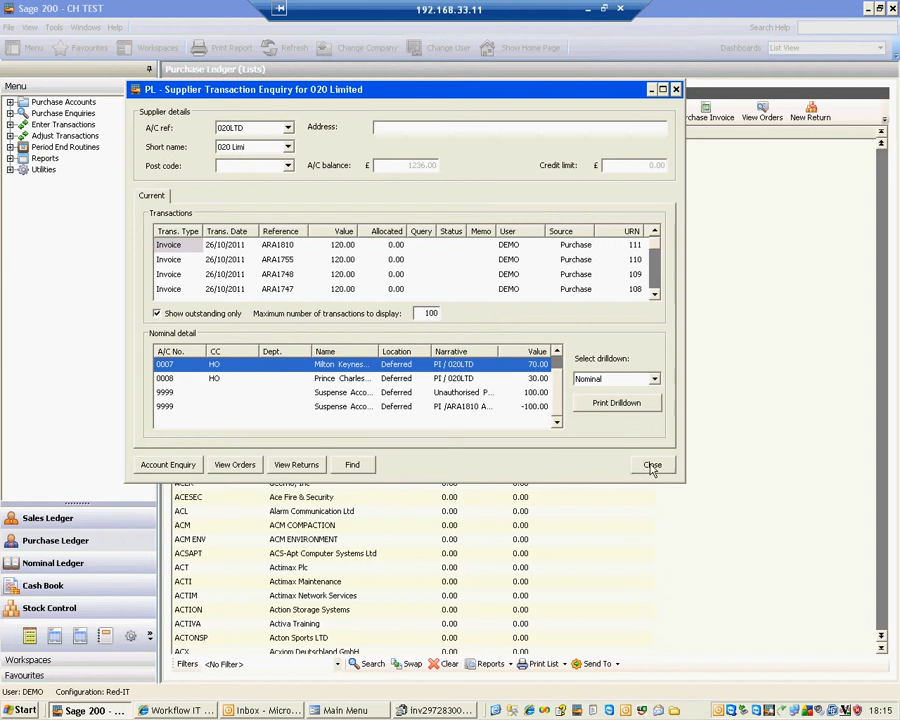 Sage 200 - CH TEST
192.168.33.11
File View Tools Windows Help
Search Help
Menu Favourites Workspaces Print Report Refresh Change Company Change User Show Home Page Dashboards List View
Purchase Ledger (Lists)
Menu
Purchase Accounts
Purchase Enquiries
Enter Transactions
Adjust Transactions
Period End Routines
Reports
Utilities
chase Invoice View Orders New Return
PL - Supplier Transaction Enquiry for O2O Limited
Supplier details
A/C ref: O2OLTD Address:
Short name: O2O Limi
Post code: A/C balance: £ 1236.00 Credit limit: £ 0.00
Current
Transactions
Trans. Type Trans. Date Reference Value Allocated Query Status Memo User Source URN
Invoice 26/10/2011 ARA1810 120.00 0.00 DEMO Purchase 111
Invoice 26/10/2011 ARA1755 120.00 0.00 DEMO Purchase 110
Invoice 26/10/2011 ARA1748 120.00 0.00 DEMO Purchase 109
Invoice 26/10/2011 ARA1747 120.00 0.00 DEMO Purchase 108
Show outstanding only Maximum number of transactions to display: 100
Nominal detail
A/C No. CC Dept. Name Location Narrative Value
0007 HO Milton Keynes... Deferred PI / O2OLTD 70.00
0008 HO Prince Charles... Deferred PI / O2OLTD 30.00
9999 Suspense Acco... Deferred Unauthorised P... 100.00
9999 Suspense Acco... Deferred PI /ARA1810 A... -100.00
Select drilldown:
Nominal
Print Drilldown
Account Enquiry View Orders View Returns Find Close
ACESEC Ace Fire & Security 0.00 0.00
ACL Alarm Communication Ltd 0.00 0.00
ACM ACM COMPACTION 0.00 0.00
ACM ENV ACM ENVIRONMENT 0.00 0.00
ACSAPT ACS-Apt Computer Systems Ltd 0.00 0.00
ACTI Actimax Plc 0.00 0.00
ACTI Actimax Maintenance 0.00 0.00
ACTIM Actimax Network Services 0.00 0.00
ACTION Action Storage Systems 0.00 0.00
ACTIVA Activa Training 0.00 0.00
ACTONSP Acton Sports LTD 0.00 0.00
ACXIOM Acxiom Deutschland GmbH 0.00 0.00
Sales Ledger
Purchase Ledger
Nominal Ledger
Cash Book
Stock Control
Workspaces
Favourites
Filters <No Filter> Search Swap Clear Reports Print List Send To
User: DEMO Configuration: Red-IT
Start Sage 200 - ... Workflow IT ... Inbox - Micro... Main Menu inv29728300... 18:15